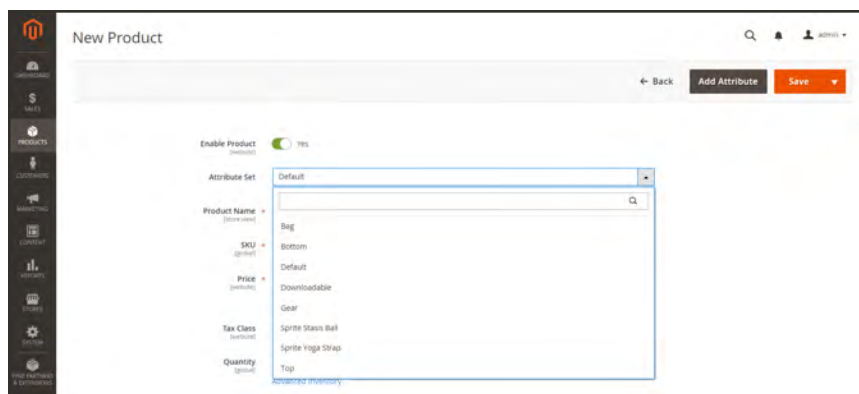 New Product
admin
DASHBOARD
← Back
Add Attribute
Save
SALES
PRODUCTS
Enable Product
[website]
Yes
CUSTOMERS
Attribute Set
Default
MARKETING
Product Name *
[store view]
Bag
CONTENT
SKU *
[global]
Bottom
Default
REPORTS
Price *
[website]
Downloadable
STORES
Gear
Tax Class
[website]
Sprite Stasis Ball
SYSTEM
Sprite Yoga Strap
Quantity
[global]
Top
FIND PARTNERS
& EXTENSIONS
Advanced Inventory